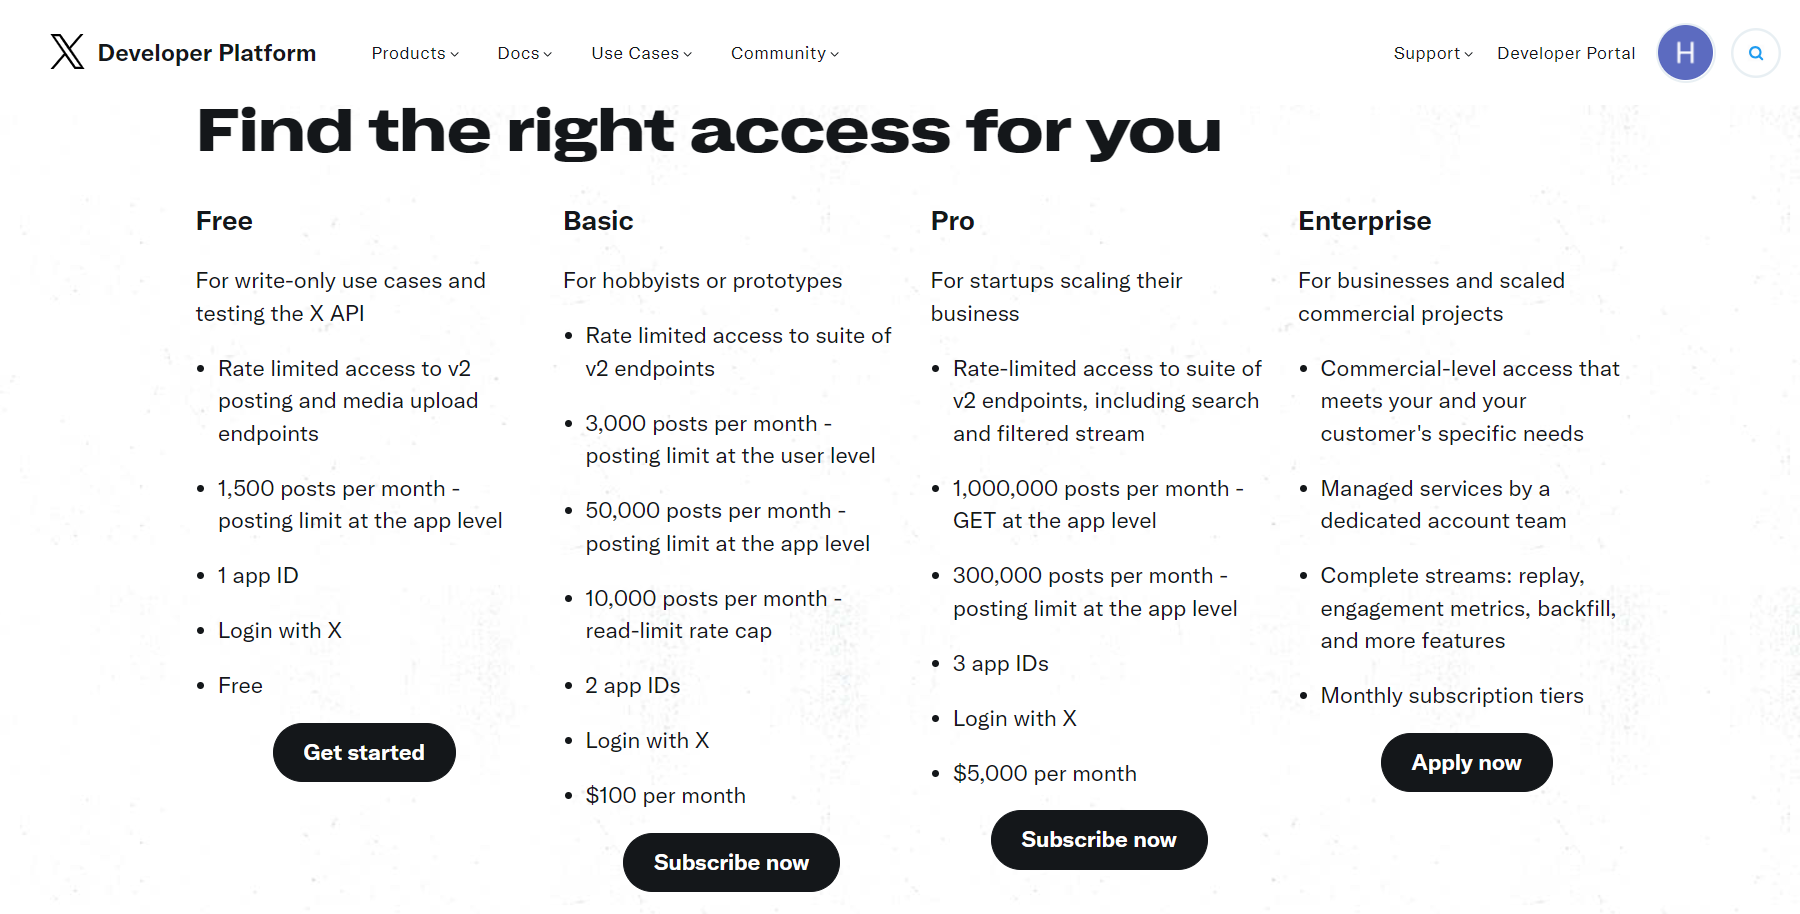 Developer Platform
Products
Docs
Use Cases
Community
Support
Developer Portal
H
Find the right access for you
Free
For write-only use cases and
testing the X API
Rate limited access to v2
posting and media upload
endpoints
1,500 posts per month -
posting limit at the app level
1 app ID
Login with X
Free
Get started
Basic
For hobbyists or prototypes
Rate limited access to suite of
v2 endpoints
3,000 posts per month -
posting limit at the user level
50,000 posts per month -
posting limit at the app level
10,000 posts per month -
read-limit rate cap
2 app IDs
Login with X
$100 per month
Subscribe now
Pro
For startups scaling their
business
Rate-limited access to suite of
v2 endpoints, including search
and filtered stream
1,000,000 posts per month -
GET at the app level
300,000 posts per month -
posting limit at the app level
3 app IDs
Login with X
$5,000 per month
Subscribe now
Enterprise
For businesses and scaled
commercial projects
Commercial-level access that
meets your and your
customer's specific needs
Managed services by a
dedicated account team
Complete streams: replay,
engagement metrics, backfill,
and more features
Monthly subscription tiers
Apply now